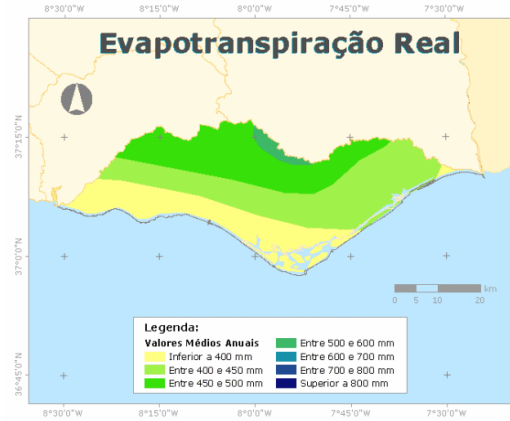 8°30'0"W 8°15'0"W 8°0'0"W 7°45'0"W 7°30'0"W
Evapotranspiração Real
37°15'0"N
37°0'0"N
36°45'0"N
km
0 5 10 20
Legenda:
Valores Médios Anuais
Inferior a 400 mm
Entre 400 e 450 mm
Entre 450 e 500 mm
Entre 500 e 600 mm
Entre 600 e 700 mm
Entre 700 e 800 mm
Superior a 800 mm
8°30'0"W 8°15'0"W 8°0'0"W 7°45'0"W 7°30'0"W